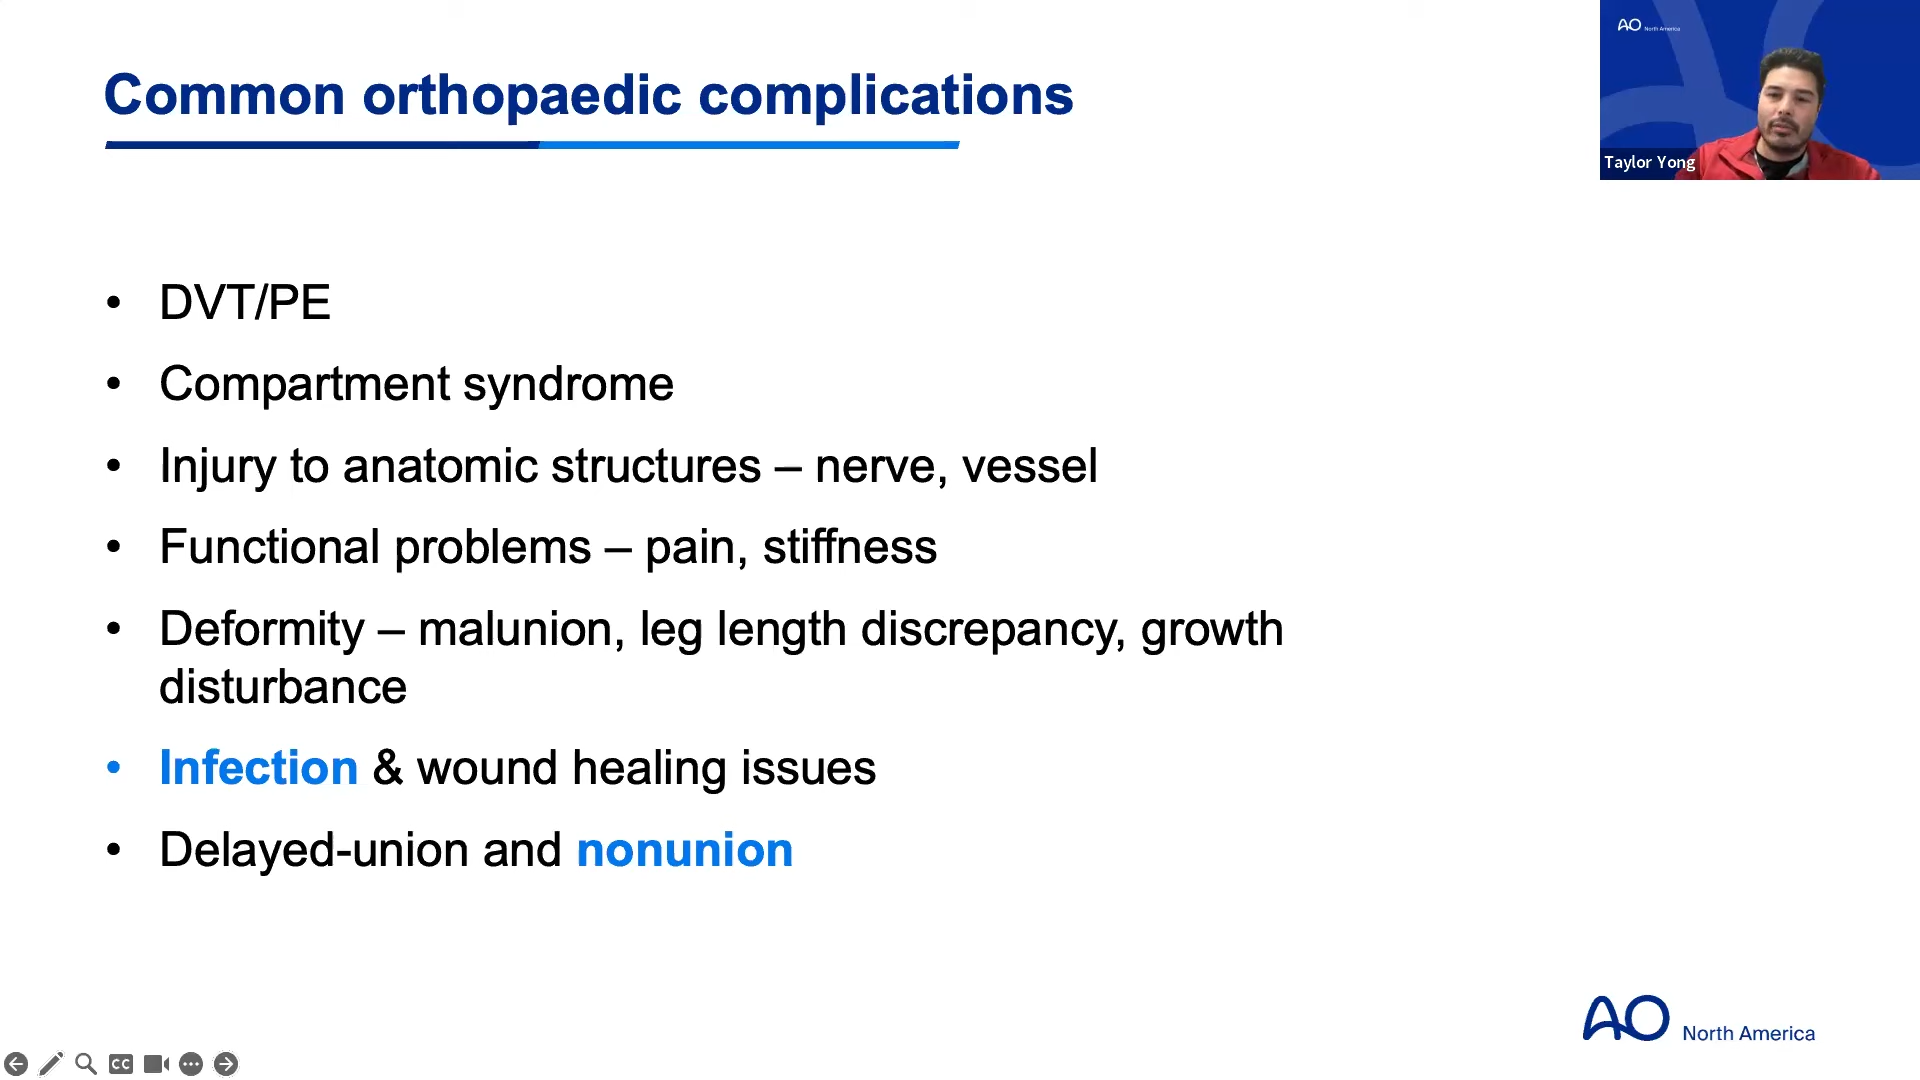 AO North America
Common orthopaedic complications
Taylor Yong
• DVT/PE
• Compartment syndrome
• Injury to anatomic structures – nerve, vessel
• Functional problems – pain, stiffness
• Deformity – malunion, leg length discrepancy, growth
disturbance
• Infection & wound healing issues
• Delayed-union and nonunion
AO North America
CC